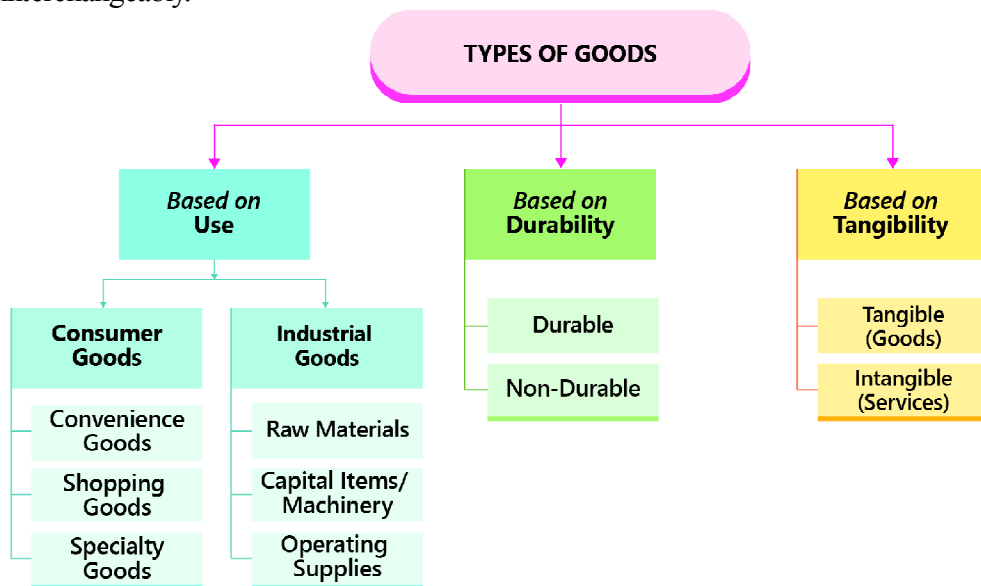 interchangeably.
TYPES OF GOODS
Based on
Use
Based on
Durability
Based on
Tangibility
Consumer
Goods
Industrial
Goods
Convenience
Goods
Shopping
Goods
Specialty
Goods
Raw Materials
Capital Items/
Machinery
Operating
Supplies
Durable
Non-Durable
Tangible
(Goods)
Intangible
(Services)